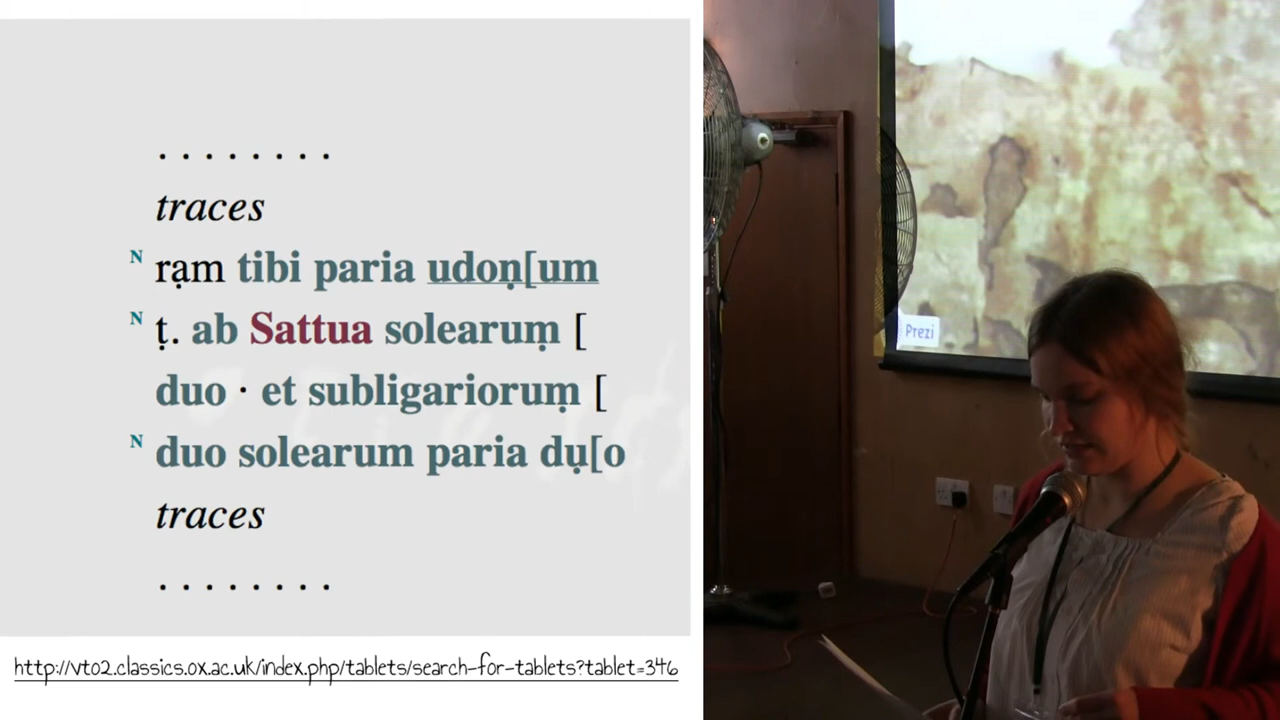 . . . . . . . .
traces
N rạm tibi paria udoṇ[um
N ṭ. ab Sattua solearuṃ [
duo · et subligarioruṃ [
N duo solearum paria dụ[o
traces
. . . . . . . .
http://vto2.classics.ox.ac.uk/index.php/tablets/search-for-tablets?tablet=346
Prezi